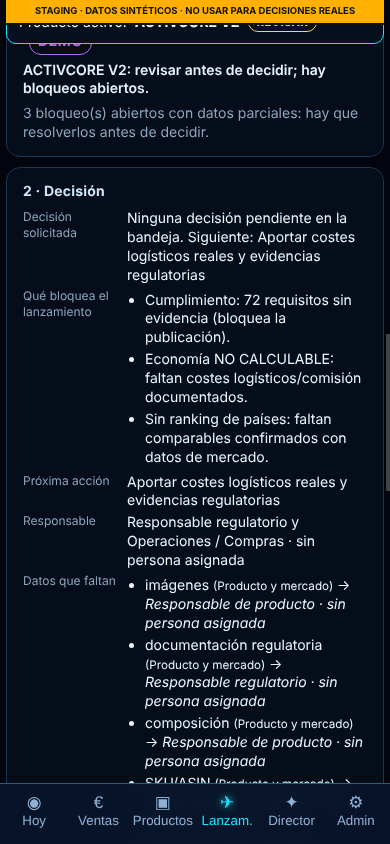 STAGING · DATOS SINTÉTICOS · NO USAR PARA DECISIONES REALES
ACTIVCORE V2: revisar antes de decidir; hay
bloqueos abiertos.
3 bloqueo(s) abiertos con datos parciales: hay que
resolverlos antes de decidir.
2 · Decisión
Decisión
solicitada
Ninguna decisión pendiente en la
bandeja. Siguiente: Aportar costes
logísticos reales y evidencias
regulatorias
Qué bloquea el
lanzamiento
• Cumplimiento: 72 requisitos sin
evidencia (bloquea la
publicación).
• Economía NO CALCULABLE:
faltan costes logísticos/comisión
documentados.
• Sin ranking de países: faltan
comparables confirmados con
datos de mercado.
Próxima acción
Aportar costes logísticos reales y
evidencias regulatorias
Responsable
Responsable regulatorio y
Operaciones / Compras · sin
persona asignada
Datos que faltan
• imágenes (Producto y mercado) →
Responsable de producto · sin
persona asignada
• documentación regulatoria
(Producto y mercado) →
Responsable regulatorio · sin
persona asignada
• composición (Producto y mercado)
→ Responsable de producto · sin
persona asignada
• SKU/ASIN (Producto y mercado) →
Hoy
Ventas
Productos
Lanzam.
Director
Admin